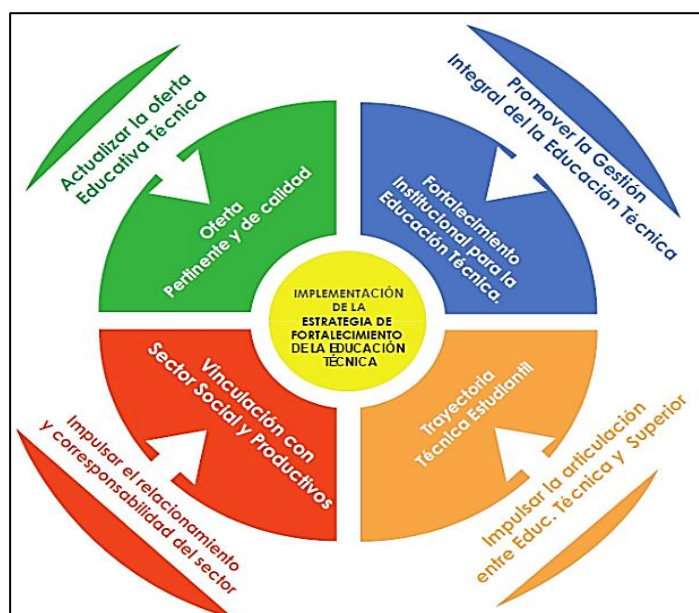 Actualizar la oferta
Educativa Técnica
Oferta
Pertinente y de calidad
Promover la Gestión
Integral del la Educación Técnica
Fortalecimiento
Institucional para la
Educación Técnica.
IMPLEMENTACIÓN
DE LA
ESTRATEGIA DE
FORTALECIMIENTO
DE LA EDUCACIÓN
TÉCNICA
Vinculación con
Sector Social y Productivos
Impulsar el relacionamiento
y corresponsabilidad del sector
Trayectoria
Técnica Estudiantil
Impulsar la articulación
entre Educ. Técnica y Superior